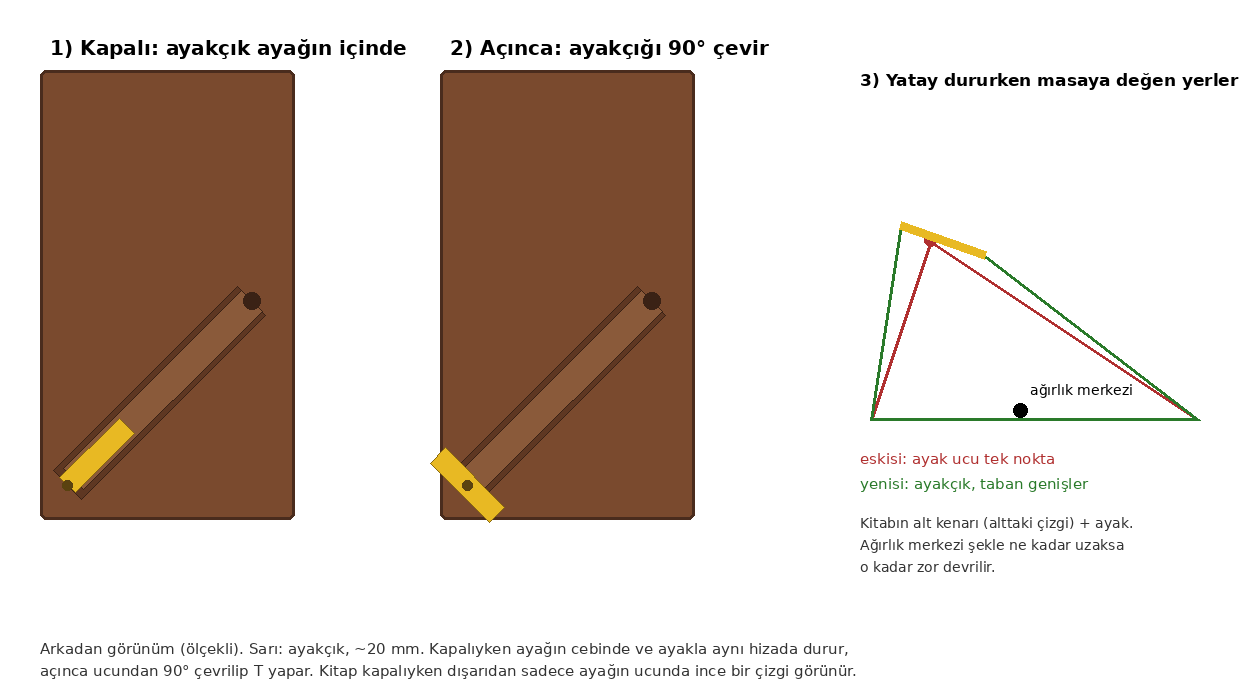 1) Kapalı: ayakçık ayağın içinde
2) Açınca: ayakçığı 90° çevir
3) Yatay dururken masaya değen yerler
ağırlık merkezi
eskisi: ayak ucu tek nokta
yenisi: ayakçık, taban genişler
Kitabın alt kenarı (alttaki çizgi) + ayak.
Ağırlık merkezi şekle ne kadar uzaksa
o kadar zor devrilir.
Arkadan görünüm (ölçekli). Sarı: ayakçık, ~20 mm. Kapalıyken ayağın cebinde ve ayakla aynı hizada durur,
açınca ucundan 90° çevrilip T yapar. Kitap kapalıyken dışarıdan sadece ayağın ucunda ince bir çizgi görünür.